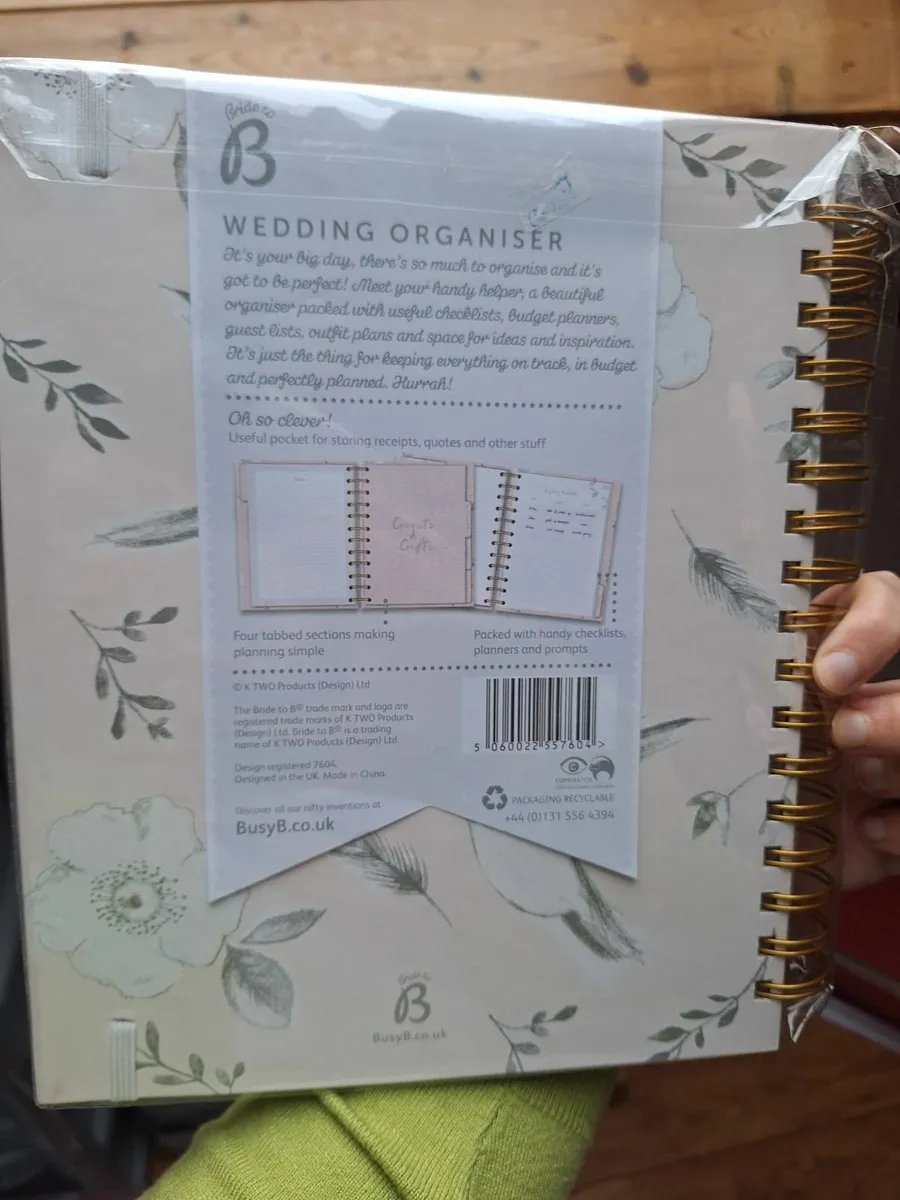 Bride to
B
WEDDING ORGANISER
It's your big day, there's so much to organise and it's
got to be perfect! Meet your handy helper, a beautiful
organiser packed with useful checklists, budget planners,
guest lists, outfit plans and space for ideas and inspiration.
It's just the thing for keeping everything on track, in budget
and perfectly planned. Hurrah!
Oh so clever!
Useful pocket for storing receipts, quotes and other stuff
Guests
&
Gifts
Four tabbed sections making
planning simple
Packed with handy checklists,
planners and prompts
© K TWO Products (Design) Ltd
The Bride to B® trade mark and logo are
registered trade marks of K TWO Products
(Design) Ltd. Bride to B® is a trading
name of K TWO Products (Design) Ltd.
Design registered 7604.
Designed in the UK. Made in China.
Discover all our nifty inventions at
BusyB.co.uk
5 060022 557604 >
PACKAGING RECYCLABLE
+44 (0)131 556 4394
Bride to
B
BusyB.co.uk